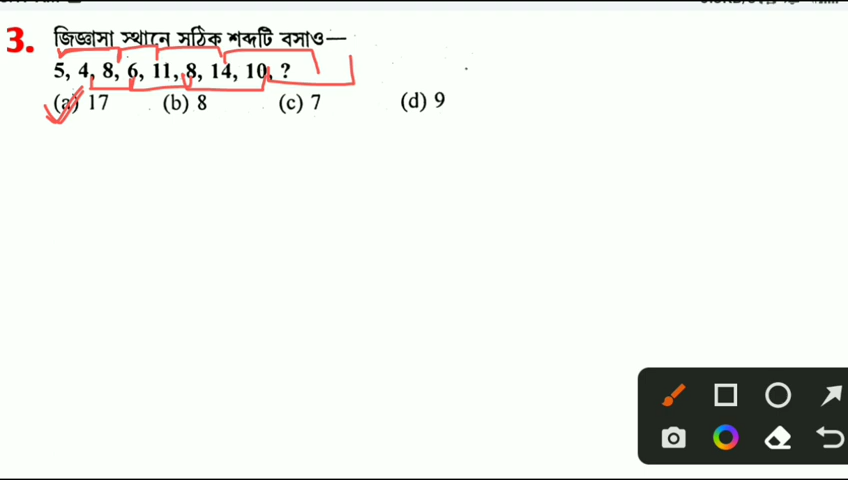 3. জিজ্ঞাসা স্থানে সঠিক শব্দটি বসাও—
5, 4, 8, 6, 11, 8, 14, 10, ?
(a) 17 (b) 8 (c) 7 (d) 9